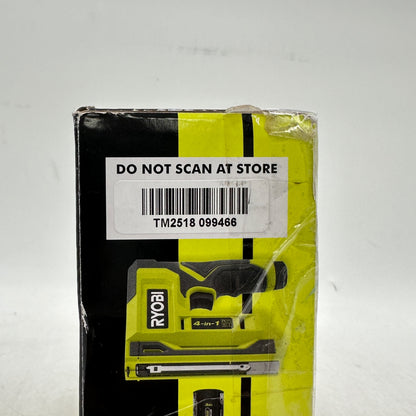 DO NOT SCAN AT STORE
TM2518 099466
RYOBI
4-in-1